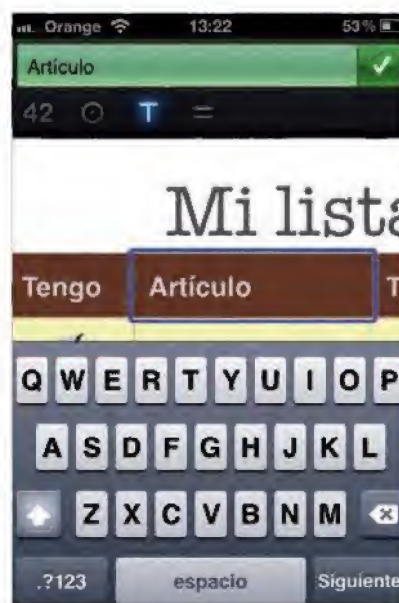 Orange 13:22 53%
Artículo
42 T =
Mi lista
Tengo Artículo T
Q W E R T Y U I O P
A S D F G H J K L
Z X C V B N M
.?123 espacio Siguiente